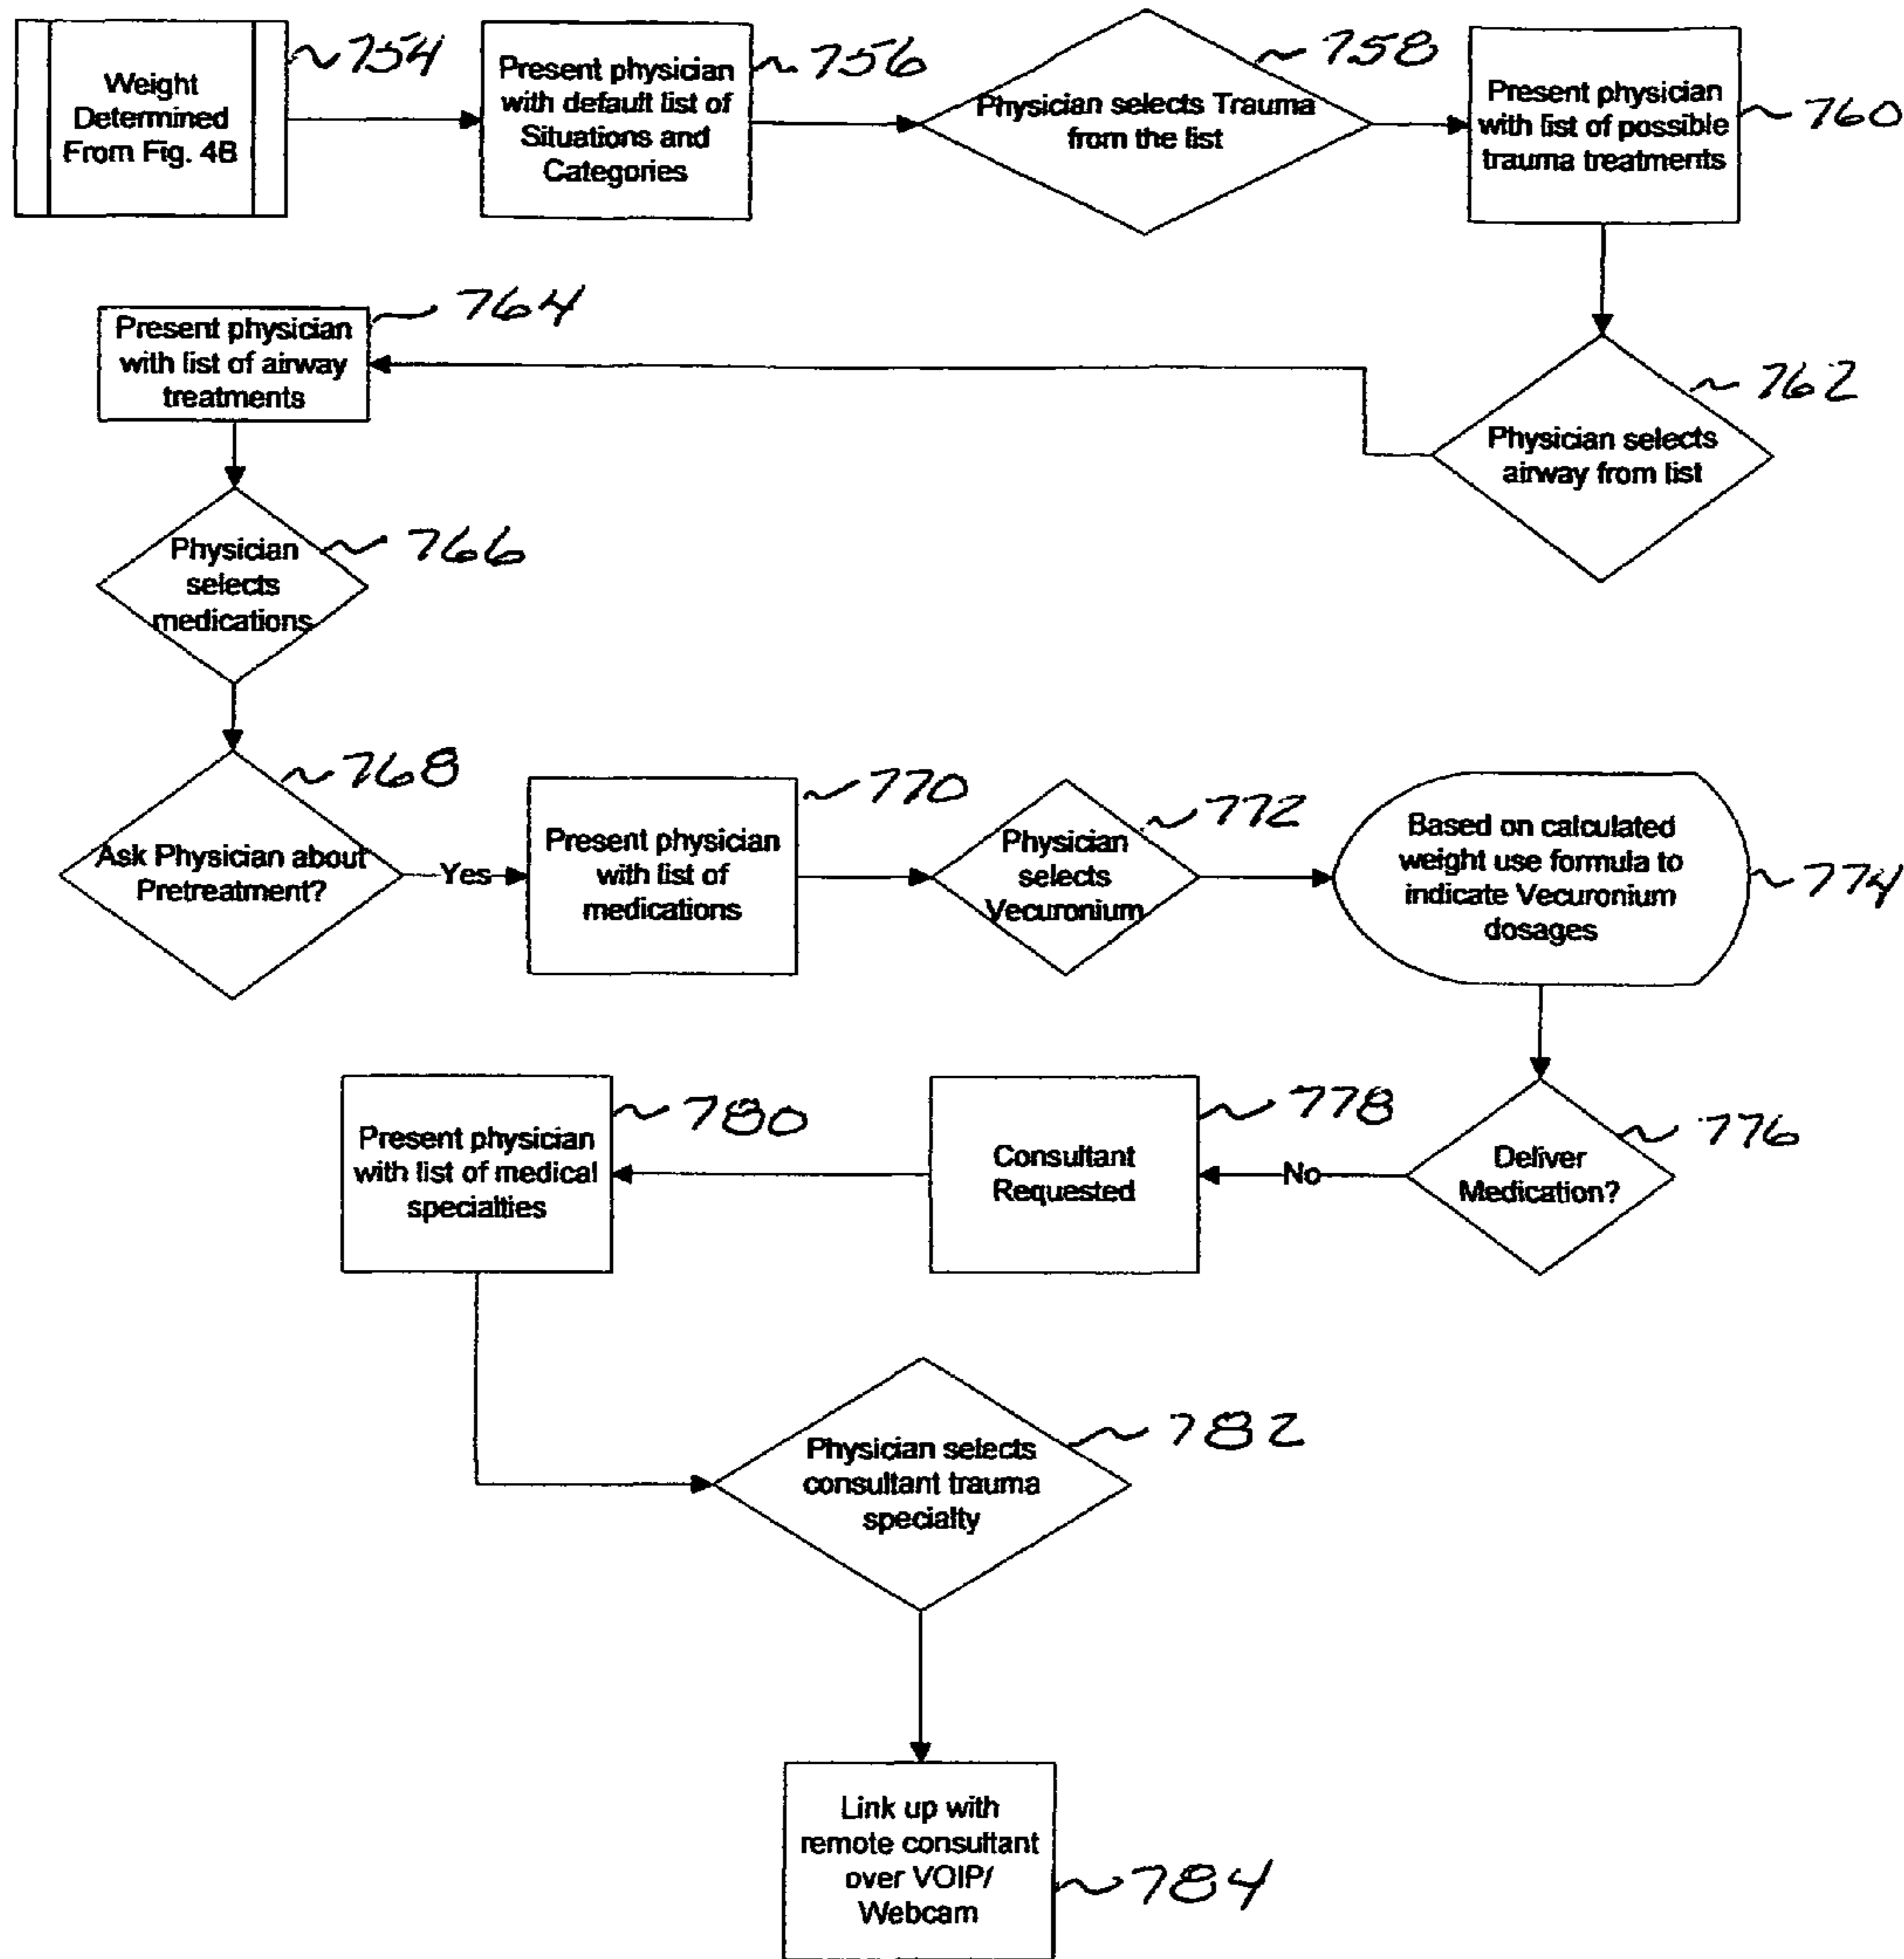 Weight
Determined
From Fig. 4B
754
Present physician
with default list of
Situations and
Categories
756
Physician selects Trauma
from the list
758
Present physician
with list of possible
trauma treatments
760
Present physician
with list of airway
treatments
764
Physician selects
airway from list
762
Physician
selects
medications
766
Ask Physician about
Pretreatment?
768
Yes
Present physician
with list of
medications
770
Physician
selects
Vecuronium
772
Based on calculated
weight use formula to
indicate Vecuronium
dosages
774
Present physician
with list of medical
specialties
780
Consultant
Requested
778
No
Deliver
Medication?
776
Physician selects
consultant trauma
specialty
782
Link up with
remote consultant
over VOIP/
Webcam
784